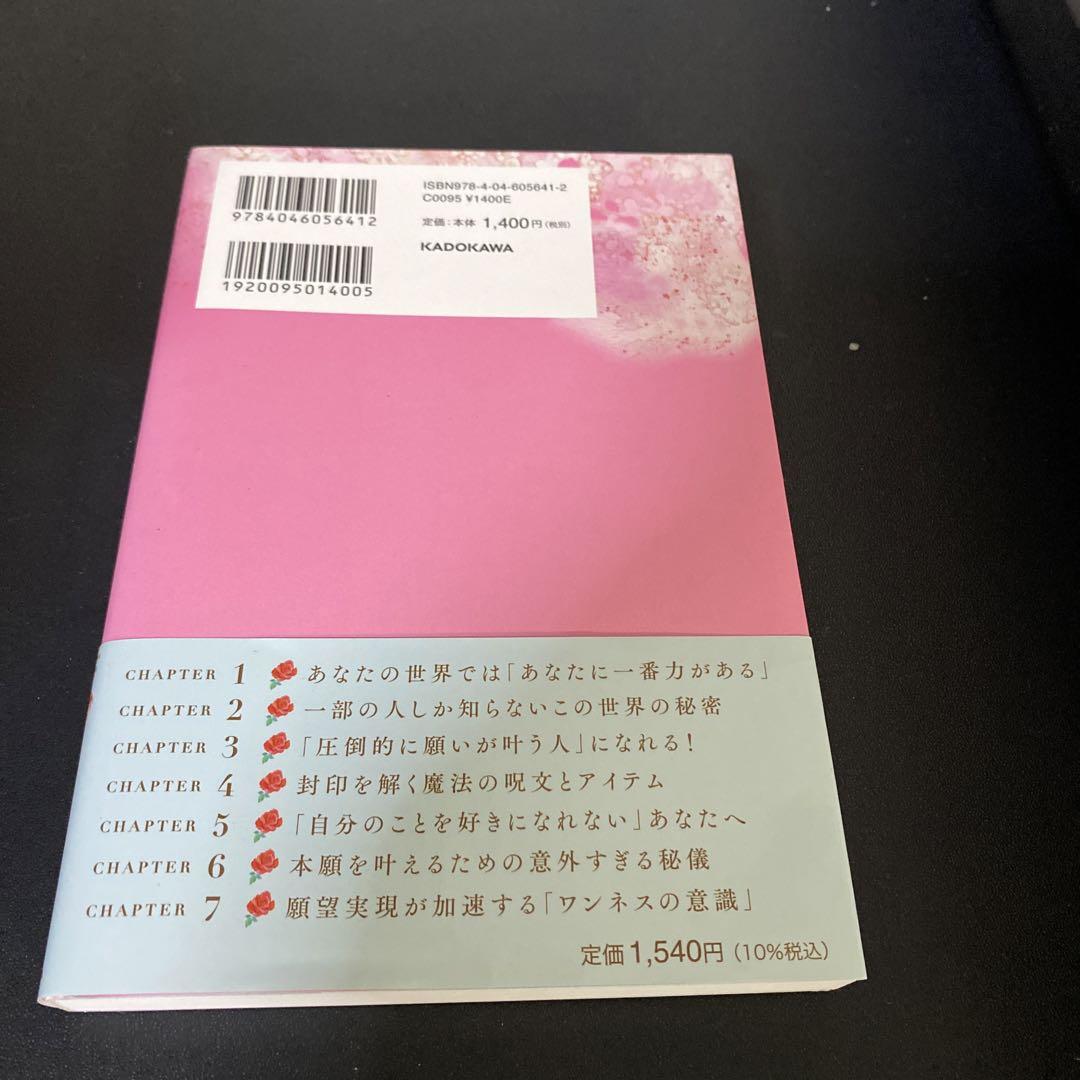 9784046056412
1920095014005
ISBN978-4-04-605641-2
C0095 ¥1400E
定価:本体 1,400円(税別)
KADOKAWA
CHAPTER 1 あなたの世界では「あなたに一番力がある」
CHAPTER 2 一部の人しか知らないこの世界の秘密
CHAPTER 3 「圧倒的に願いが叶う人」になれる!
CHAPTER 4 封印を解く魔法の呪文とアイテム
CHAPTER 5 「自分のことを好きになれない」あなたへ
CHAPTER 6 本願を叶えるための意外すぎる秘儀
CHAPTER 7 願望実現が加速する「ワンネスの意識」
定価 1,540円(10%税込)